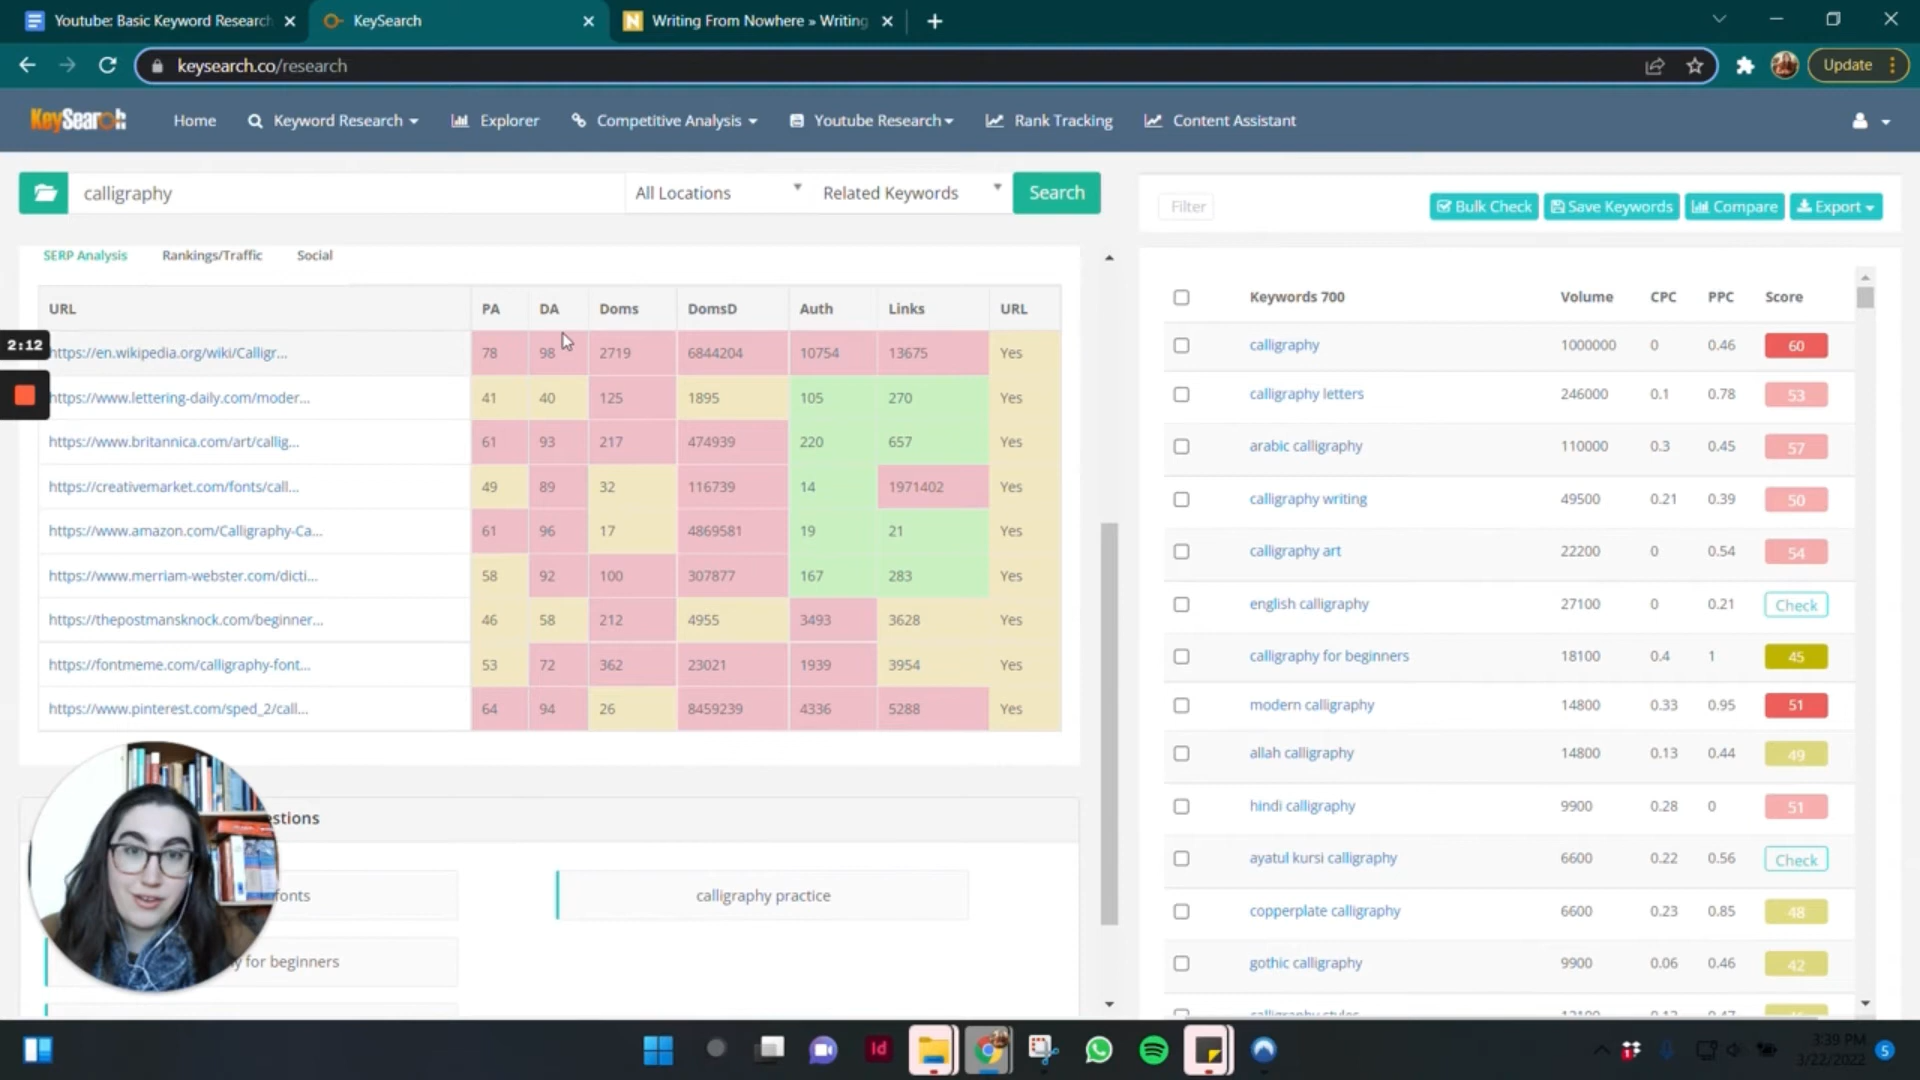 Youtube: Basic Keyword Research
KeySearch
Writing From Nowhere » Writing
keysearch.co/research
Update
KeySearch
Home
Keyword Research
Explorer
Competitive Analysis
Youtube Research
Rank Tracking
Content Assistant
calligraphy
All Locations
Related Keywords
Search
Filter
Bulk Check
Save Keywords
Compare
Export
SERP Analysis
Rankings/Traffic
Social
URL PA DA Doms DomsD Auth Links URL
2:12
https://en.wikipedia.org/wiki/Calligr... 78 98 2719 6844204 10754 13675 Yes
https://www.lettering-daily.com/moder... 41 40 125 1895 105 270 Yes
https://www.britannica.com/art/callig... 61 93 217 474939 220 657 Yes
https://creativemarket.com/fonts/call... 49 89 32 116739 14 1971402 Yes
https://www.amazon.com/Calligraphy-Ca... 61 96 17 4869581 19 21 Yes
https://www.merriam-webster.com/dicti... 58 92 100 307877 167 283 Yes
https://thepostmansknock.com/beginner... 46 58 212 4955 3493 3628 Yes
https://fontmeme.com/calligraphy-font... 53 72 362 23021 1939 3954 Yes
https://www.pinterest.com/sped_2/call... 64 94 26 8459239 4336 5288 Yes
estions
fonts
calligraphy practice
y for beginners
Keywords 700 Volume CPC PPC Score
calligraphy 1000000 0 0.46 60
calligraphy letters 246000 0.1 0.78 53
arabic calligraphy 110000 0.3 0.45 57
calligraphy writing 49500 0.21 0.39 50
calligraphy art 22200 0 0.54 54
english calligraphy 27100 0 0.21 Check
calligraphy for beginners 18100 0.4 1 45
modern calligraphy 14800 0.33 0.95 51
allah calligraphy 14800 0.13 0.44 49
hindi calligraphy 9900 0.28 0 51
ayatul kursi calligraphy 6600 0.22 0.56 Check
copperplate calligraphy 6600 0.23 0.85 48
gothic calligraphy 9900 0.06 0.46 42
Id
3:39 PM
3/22/2022
5